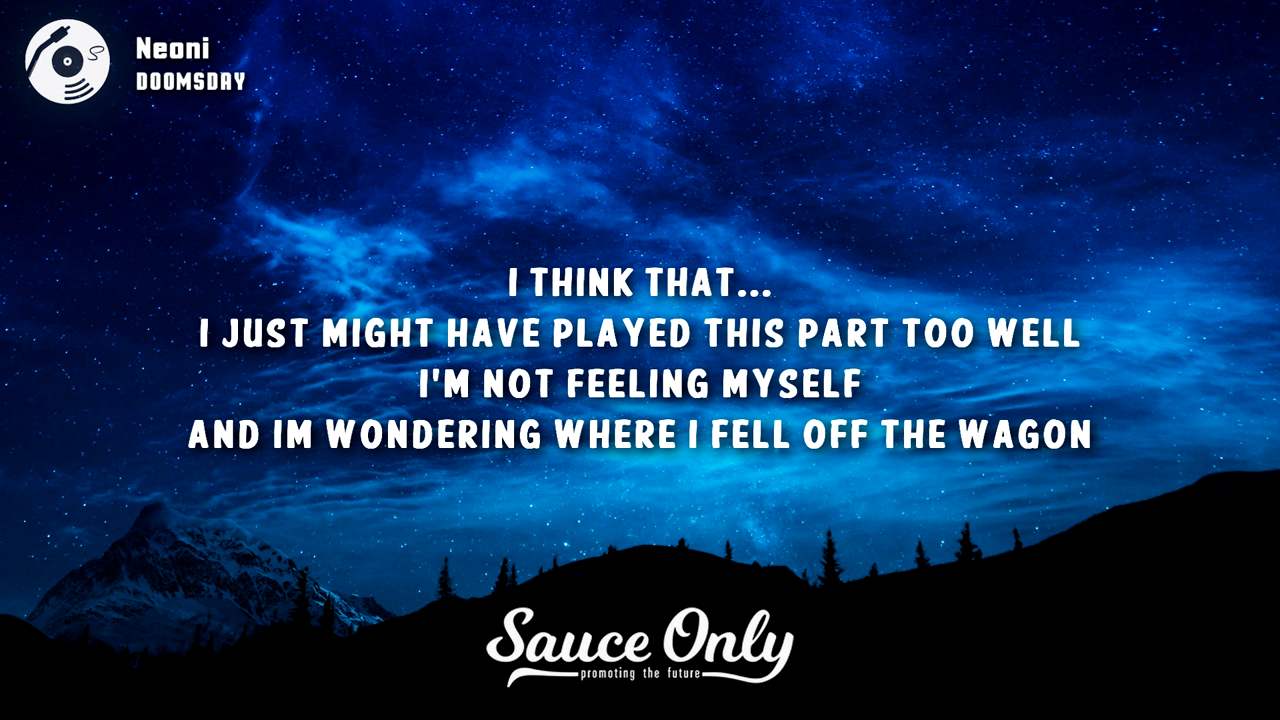 Neoni
DOOMSDAY
I THINK THAT...
I JUST MIGHT HAVE PLAYED THIS PART TOO WELL
I'M NOT FEELING MYSELF
AND IM WONDERING WHERE I FELL OFF THE WAGON
Sauce Only
promoting the future